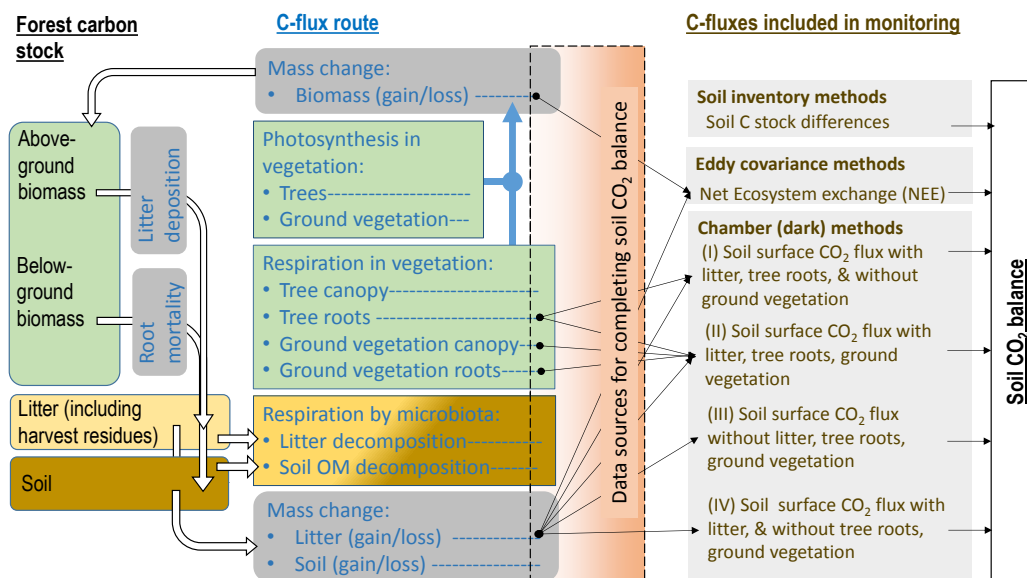 Forest carbon
stock
C-flux route
C-fluxes included in monitoring
Above-
ground
biomass
Below-
ground
biomass
Litter
deposition
Root
mortality
Litter (including
harvest residues)
Soil
Mass change:
• Biomass (gain/loss)
Photosynthesis in
vegetation:
• Trees
• Ground vegetation
Respiration in vegetation:
• Tree canopy
• Tree roots
• Ground vegetation canopy
• Ground vegetation roots
Respiration by microbiota:
• Litter decomposition
• Soil OM decomposition
Mass change:
• Litter (gain/loss)
• Soil (gain/loss)
Data sources for completing soil CO₂ balance
Soil inventory methods
Soil C stock differences
Eddy covariance methods
Net Ecosystem exchange (NEE)
Chamber (dark) methods
(I) Soil surface CO₂ flux with
litter, tree roots, & without
ground vegetation
(II) Soil surface CO₂ flux with
litter, tree roots, ground
vegetation
(III) Soil surface CO₂ flux
without litter, tree roots,
ground vegetation
(IV) Soil surface CO₂ flux with
litter, & without tree roots,
ground vegetation
Soil CO₂ balance